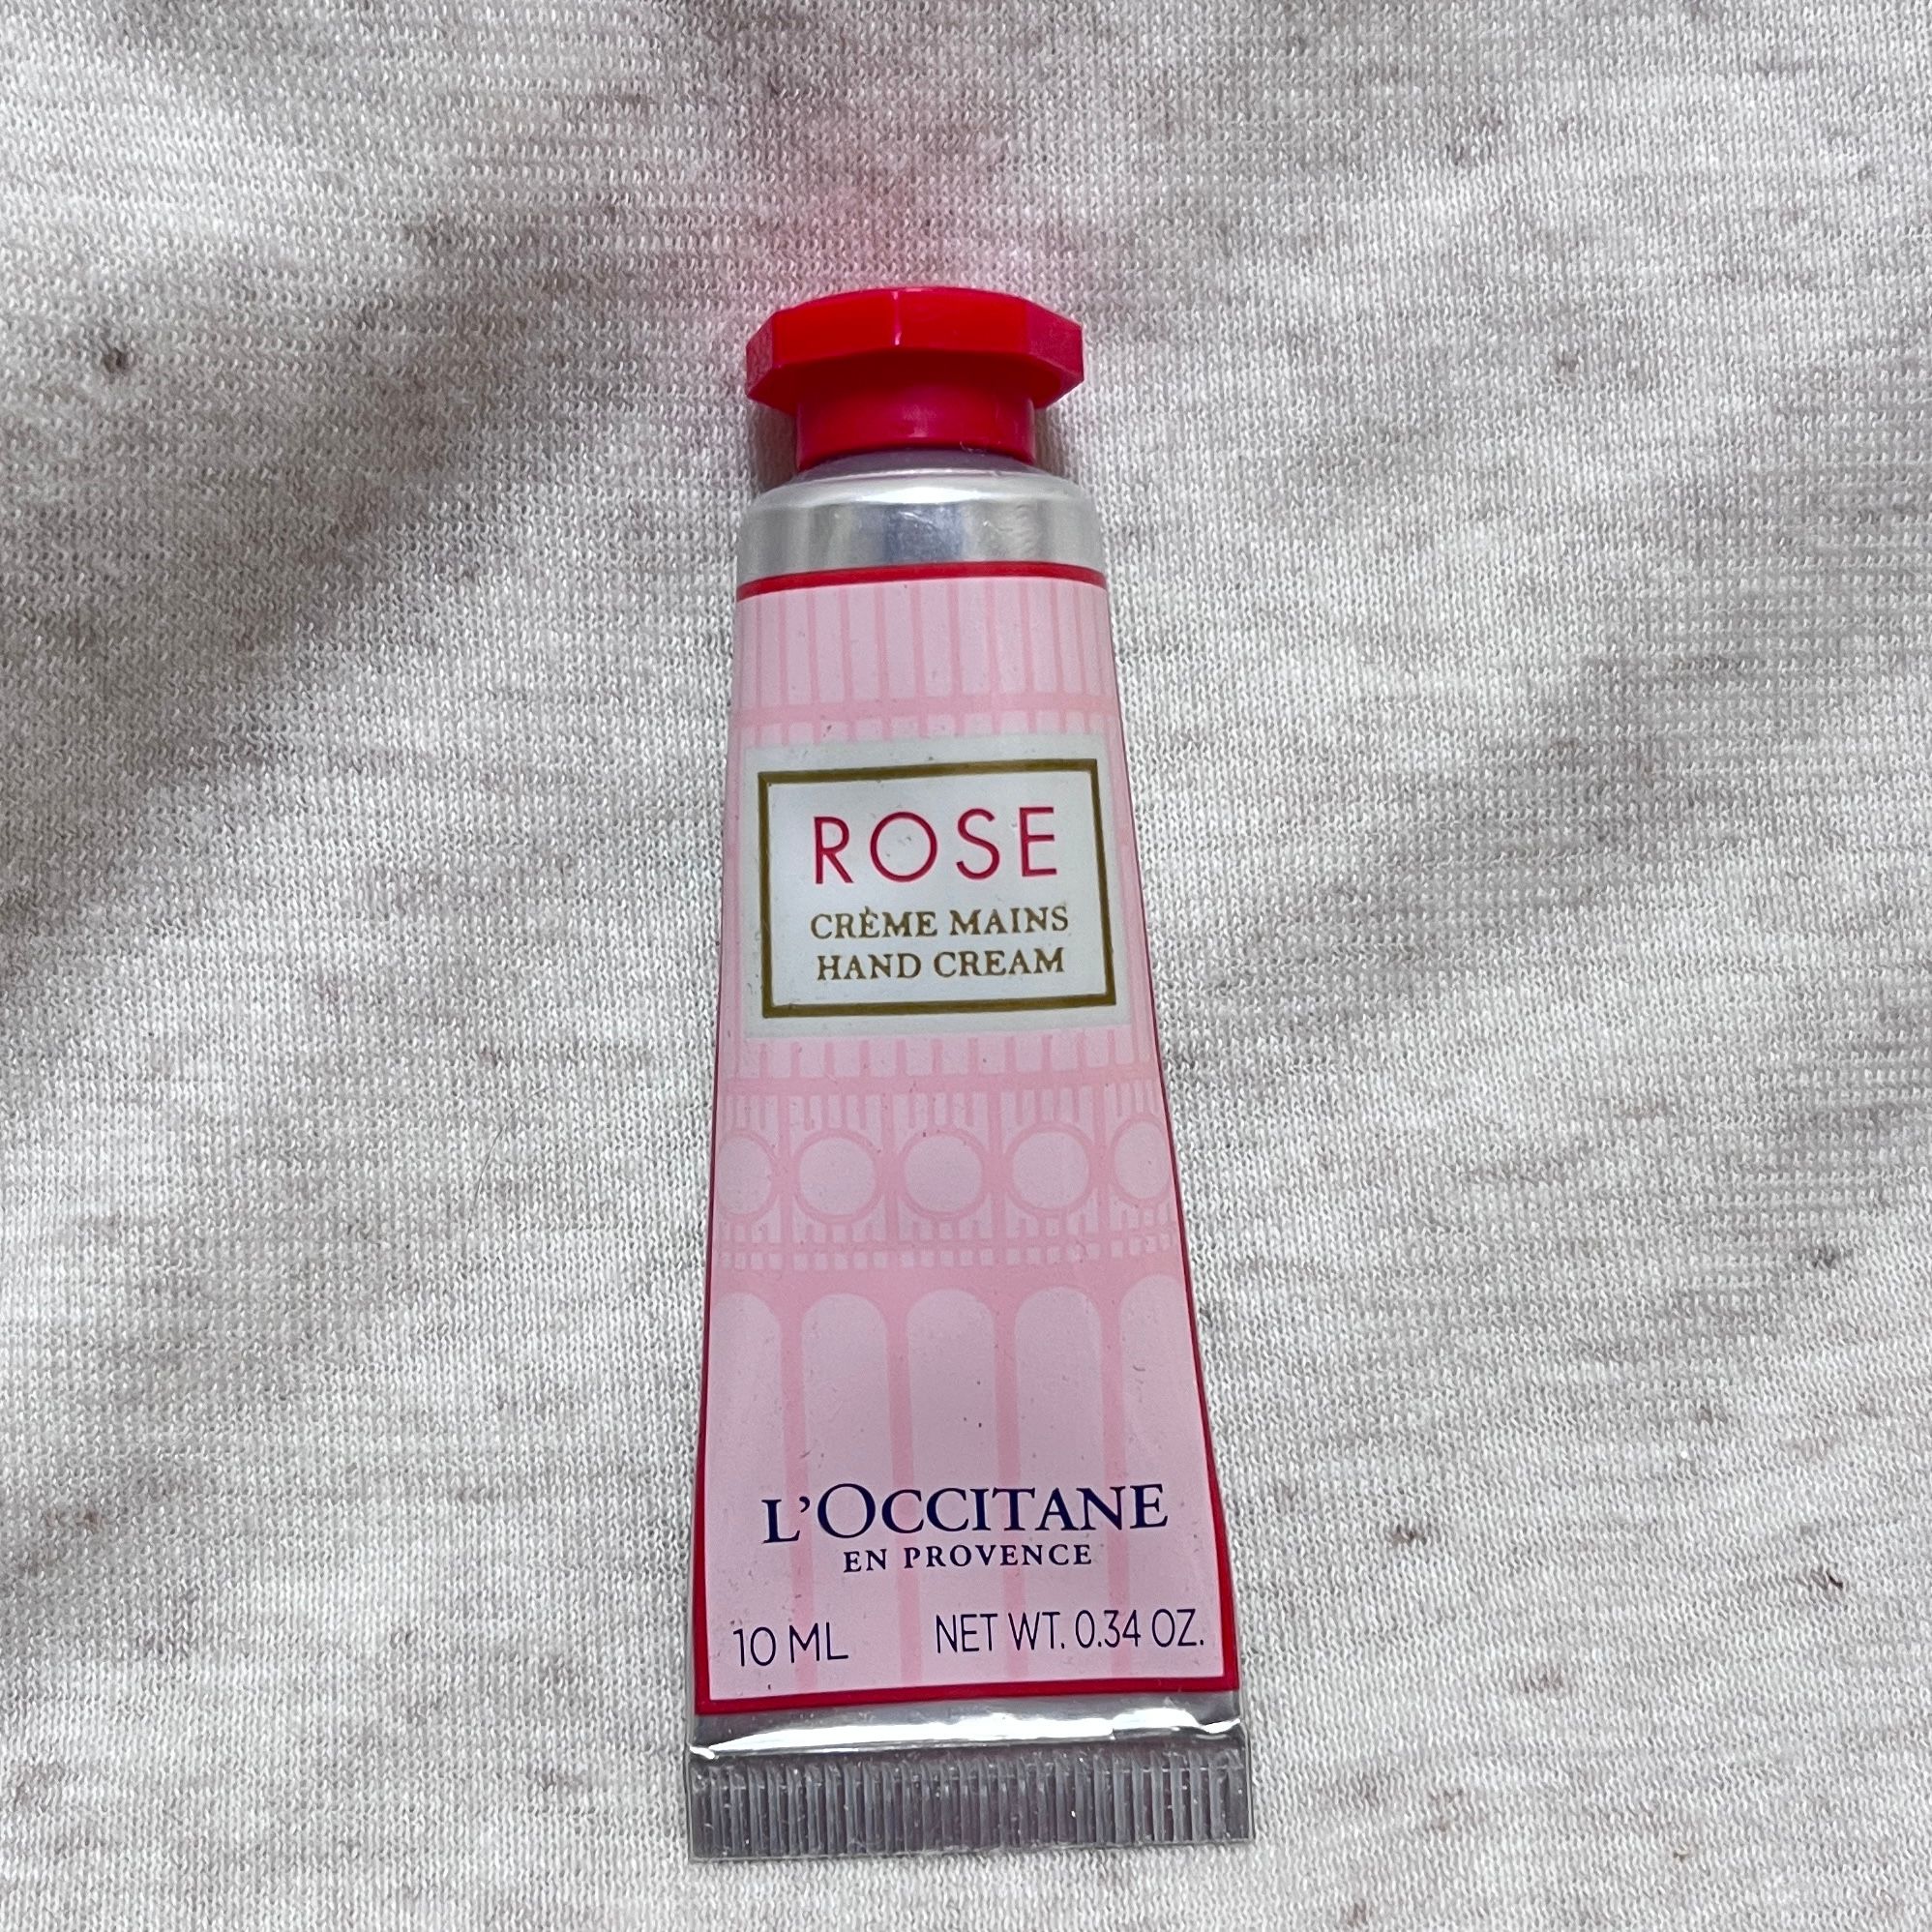 ROSE
CRÈME MAINS
HAND CREAM
L'OCCITANE
EN PROVENCE
10 ML NET WT. 0.34 OZ.